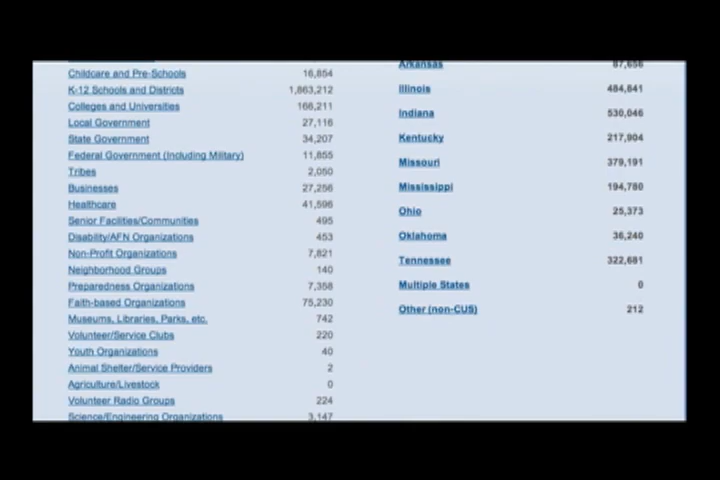 Childcare and Pre-Schools 16,854
K-12 Schools and Districts 1,863,212
Colleges and Universities 166,211
Local Government 27,116
State Government 34,207
Federal Government (Including Military) 11,855
Tribes 2,050
Businesses 27,256
Healthcare 41,596
Senior Facilities/Communities 495
Disability/AFN Organizations 453
Non-Profit Organizations 7,821
Neighborhood Groups 140
Preparedness Organizations 7,358
Faith-based Organizations 75,230
Museums, Libraries, Parks, etc. 742
Volunteer/Service Clubs 220
Youth Organizations 40
Animal Shelter/Service Providers 2
Agriculture/Livestock 0
Volunteer Radio Groups 224
Science/Engineering Organizations 3,147
Arkansas 87,656
Illinois 484,841
Indiana 530,046
Kentucky 217,904
Missouri 379,191
Mississippi 194,780
Ohio 25,373
Oklahoma 36,240
Tennessee 322,681
Multiple States 0
Other (non-CUS) 212